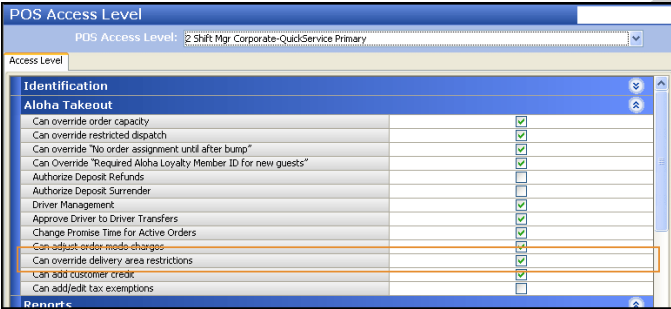 POS Access Level
POS Access Level: 2 Shift Mgr Corporate-QuickService Primary
Access Level
Identification
Aloha Takeout
Can override order capacity
Can override restricted dispatch
Can override "No order assignment until after bump"
Can Override "Required Aloha Loyalty Member ID for new guests"
Authorize Deposit Refunds
Authorize Deposit Surrender
Driver Management
Approve Driver to Driver Transfers
Change Promise Time for Active Orders
Can adjust order mode charges
Can override delivery area restrictions
Can add customer credit
Can add/edit tax exemptions
Reports